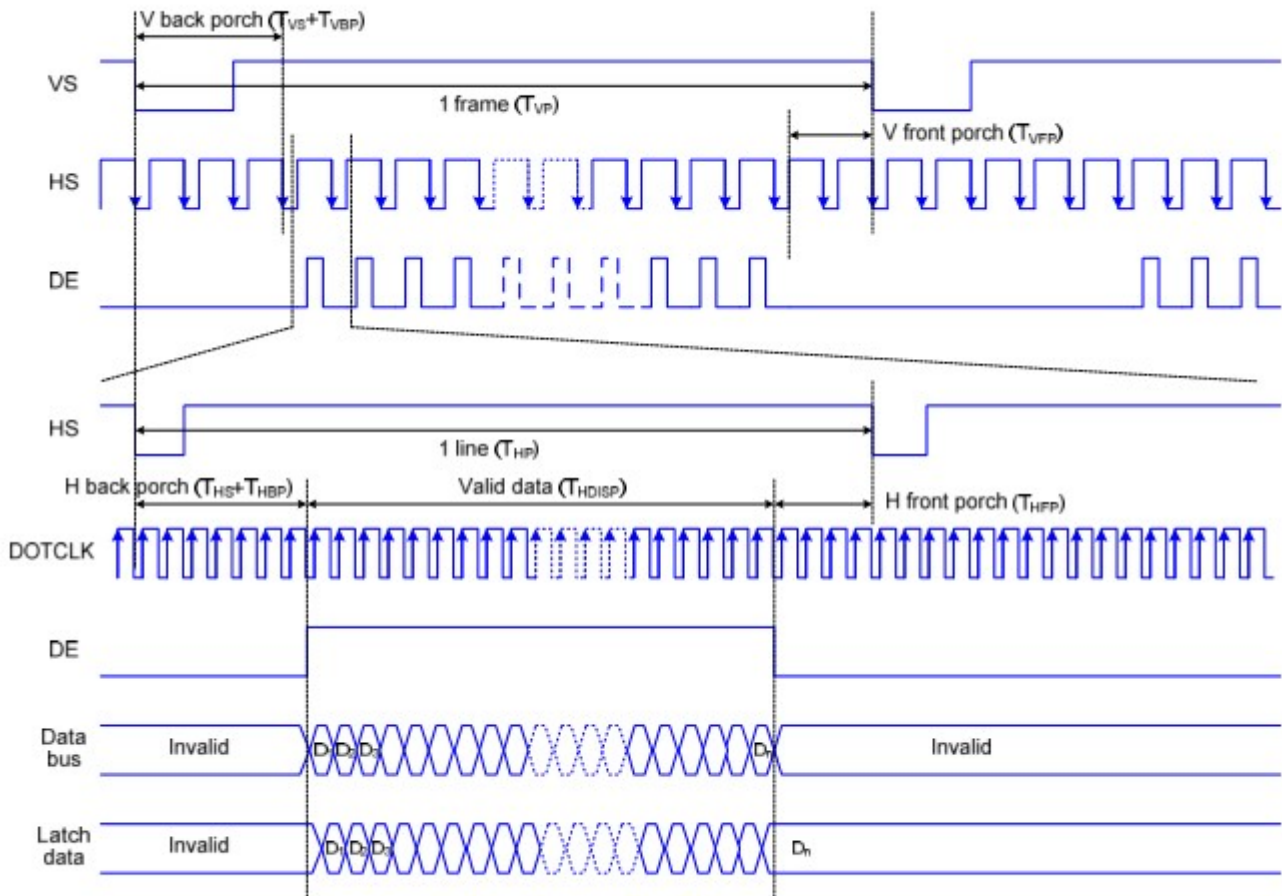 V back porch (TVS+TVBP)
VS
1 frame (TVP)
V front porch (TVFP)
HS
DE
HS
1 line (THP)
H back porch (THS+THBP)
Valid data (THDISP)
H front porch (THFP)
DOTCLK
DE
Data bus
Invalid
D1 D2 D3
Dn
Invalid
Latch data
Invalid
D1 D2 D3
Dn